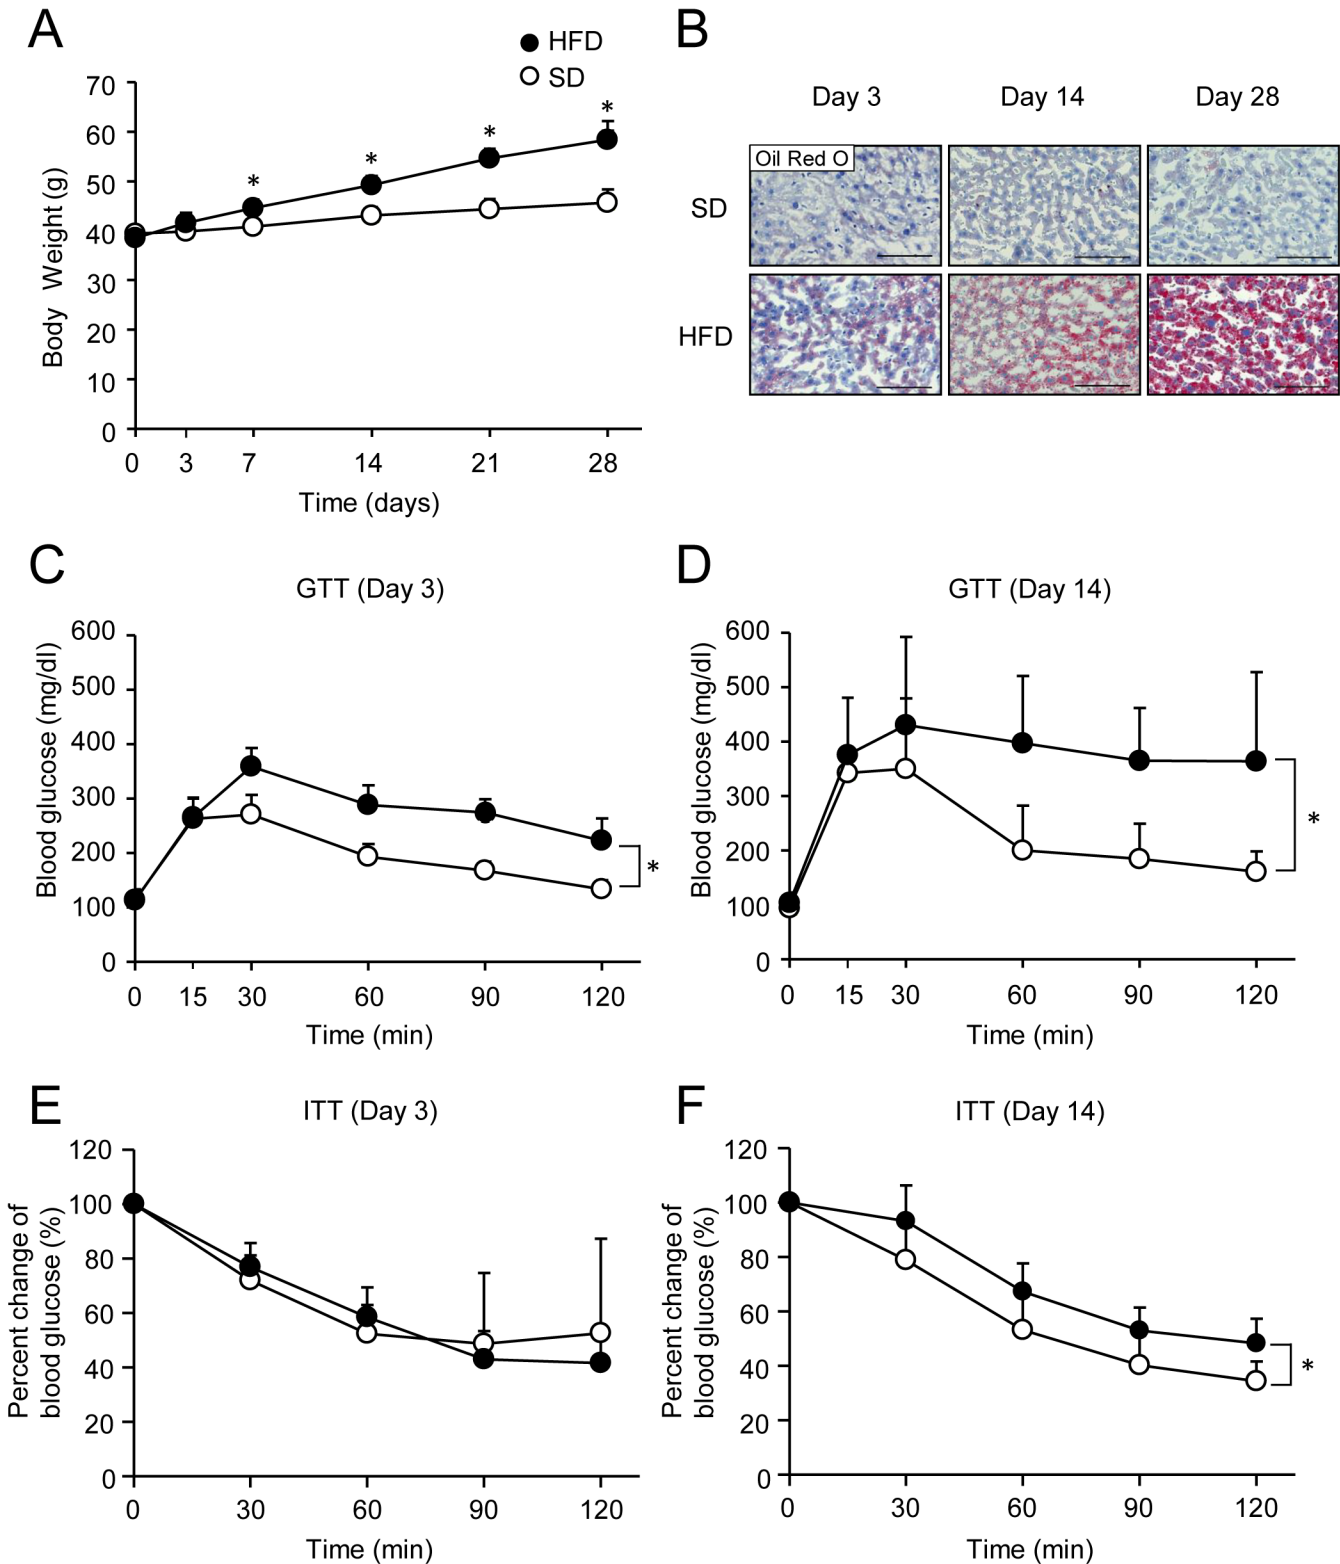 A
HFD
SD
70
60
50
40
30
20
10
0
Body Weight (g)
* * * *
0 3 7 14 21 28
Time (days)
B
Day 3 Day 14 Day 28
Oil Red O
SD
HFD
C
GTT (Day 3)
600
500
400
300
200
100
0
Blood glucose (mg/dl)
*
0 15 30 60 90 120
Time (min)
D
GTT (Day 14)
600
500
400
300
200
100
0
Blood glucose (mg/dl)
*
0 15 30 60 90 120
Time (min)
E
ITT (Day 3)
120
100
80
60
40
20
0
Percent change of
blood glucose (%)
0 30 60 90 120
Time (min)
F
ITT (Day 14)
120
100
80
60
40
20
0
Percent change of
blood glucose (%)
*
0 30 60 90 120
Time (min)